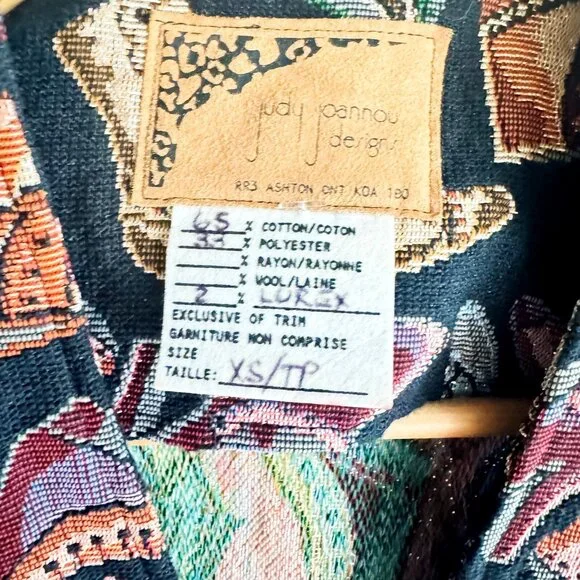 judy joannou
designs
RR3 ASHTON ONT K0A 1B0
65 % COTTON/COTON
33 % POLYESTER
% RAYON/RAYONNE
% WOOL/LAINE
2 % LUREX
EXCLUSIVE OF TRIM
GARNITURE NON COMPRISE
SIZE
TAILLE: XS/TP